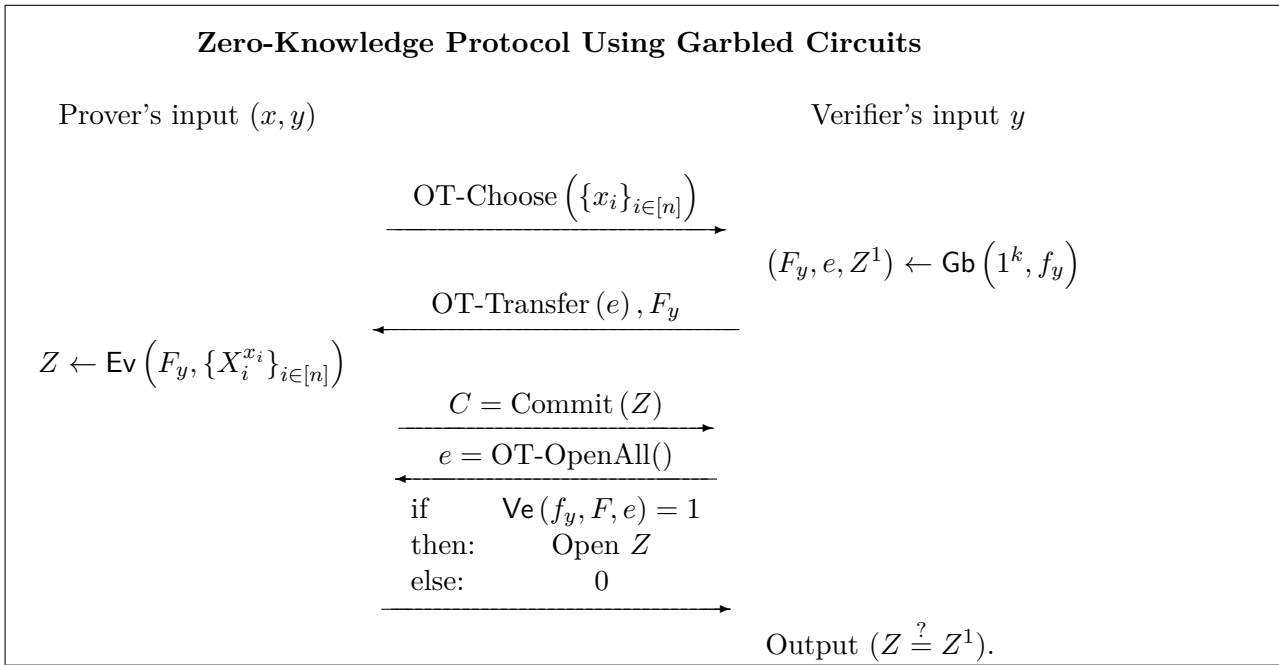 Zero-Knowledge Protocol Using Garbled Circuits
Prover's input (x, y) Verifier's input y
OT-Choose ({x_i}_{i∈[n]})
(F_y, e, Z^1) ← Gb (1^k, f_y)
OT-Transfer (e) , F_y
Z ← Ev (F_y, {X_i^{x_i}}_{i∈[n]})
C = Commit (Z)
e = OT-OpenAll()
if Ve (f_y, F, e) = 1
then: Open Z
else: 0
Output (Z ≟ Z^1).